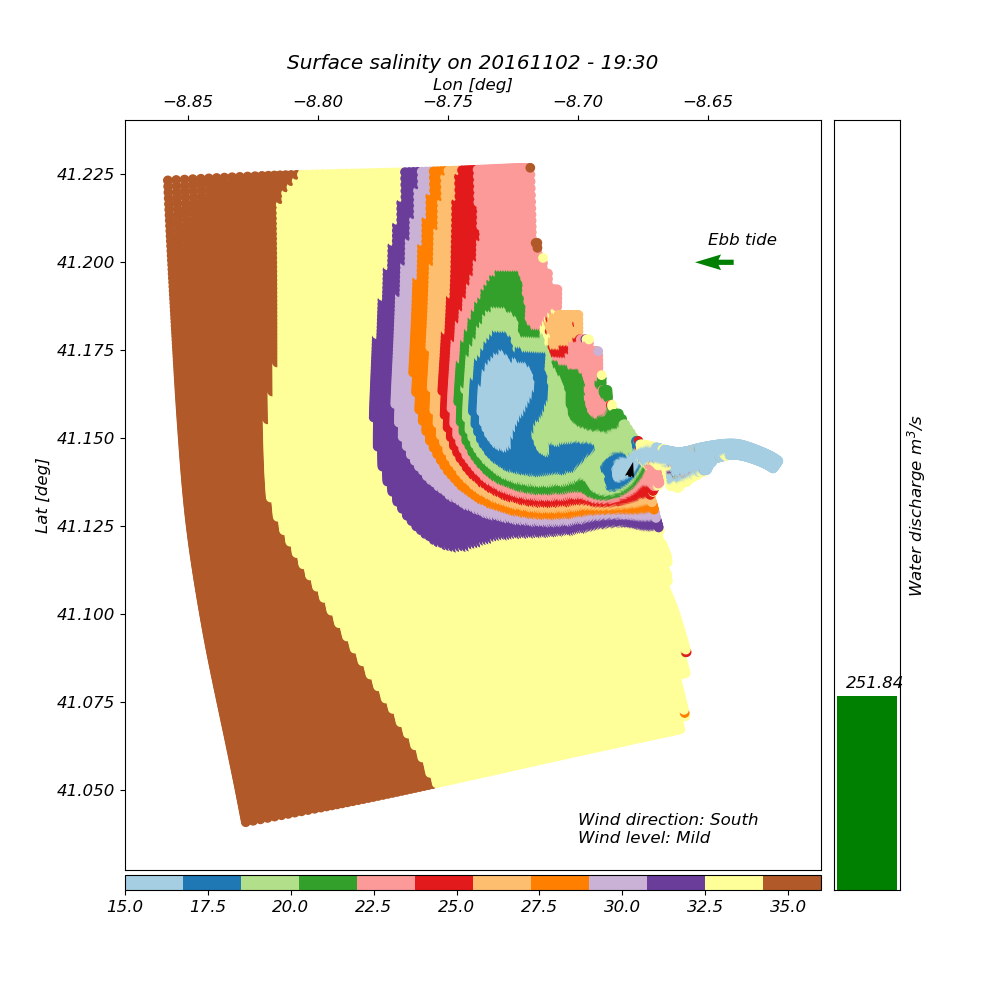 Surface salinity on 20161102 - 19:30
Lon [deg]
−8.85 −8.80 −8.75 −8.70 −8.65
41.225
41.200
41.175
41.150
41.125
41.100
41.075
41.050
Lat [deg]
Ebb tide
Wind direction: South
Wind level: Mild
251.84
Water discharge m³/s
15.0 17.5 20.0 22.5 25.0 27.5 30.0 32.5 35.0